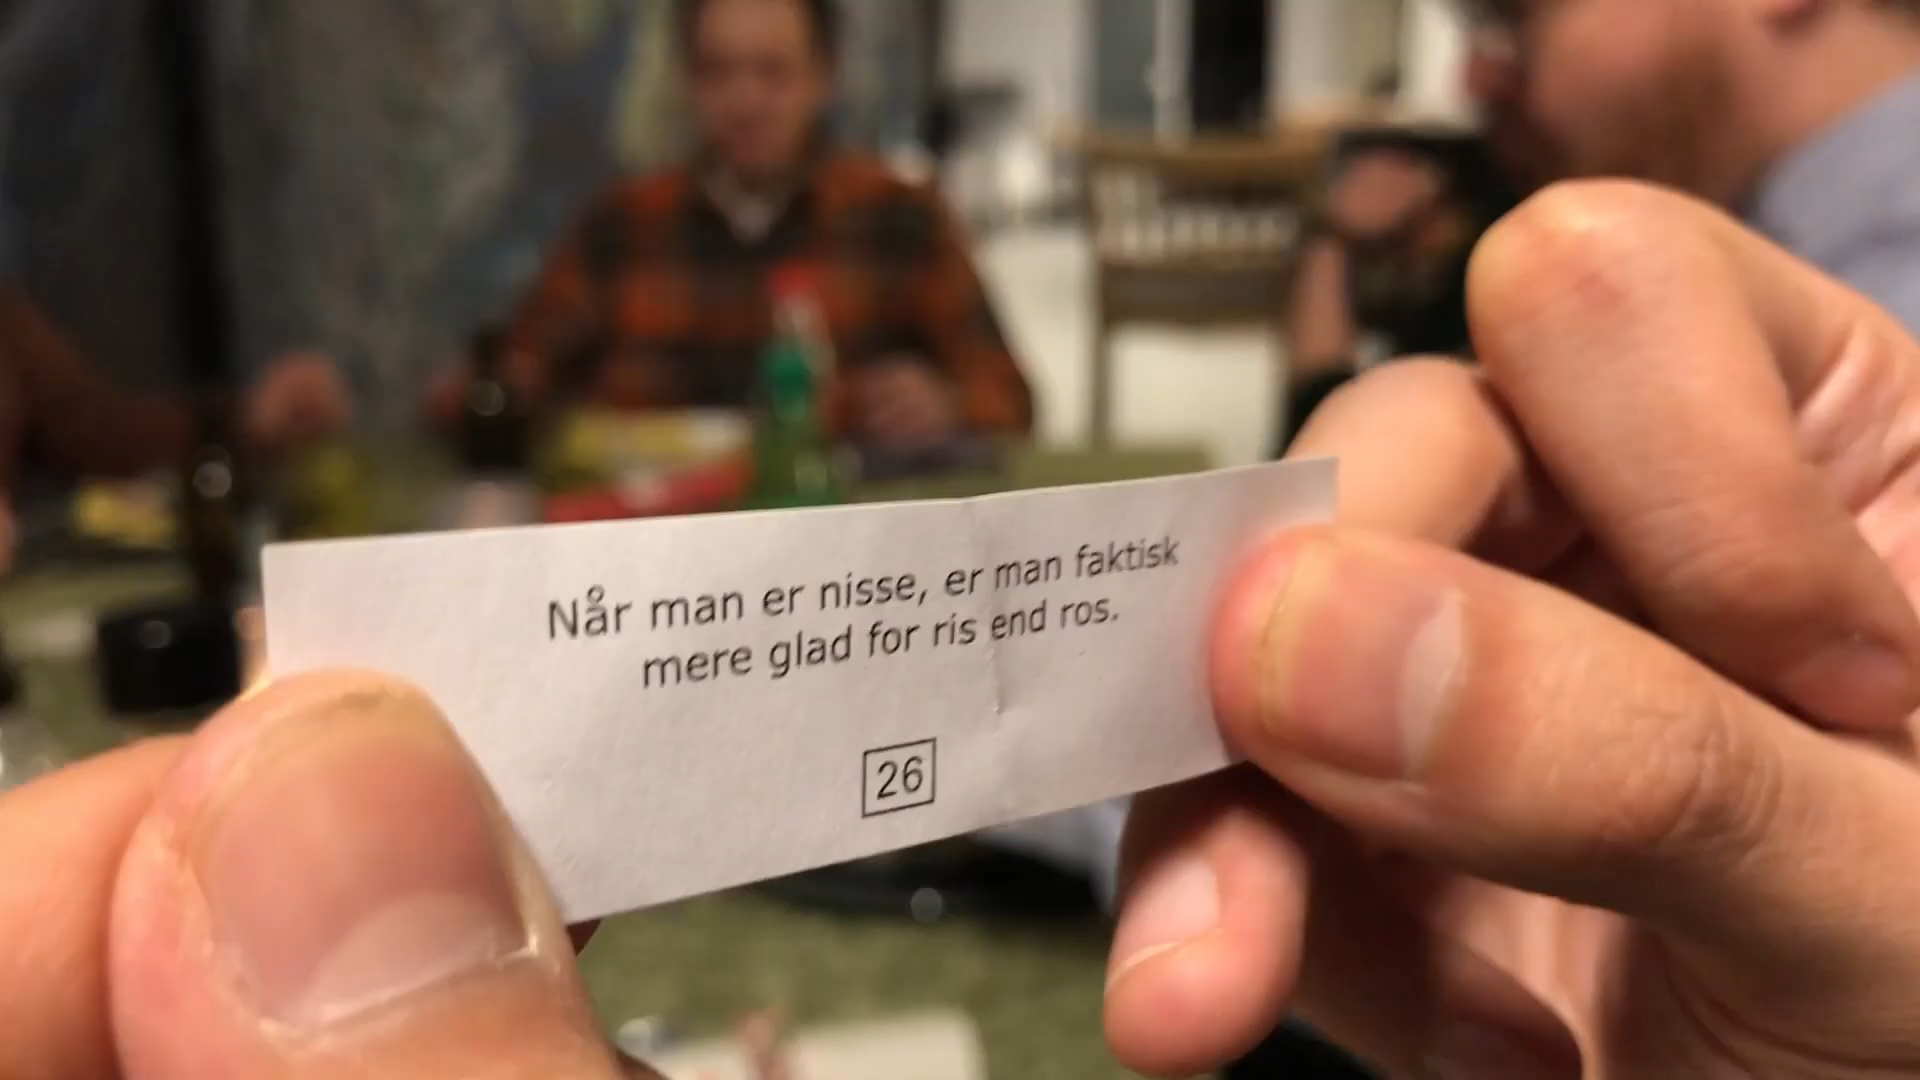 Når man er nisse, er man faktisk
mere glad for ris end ros.
26